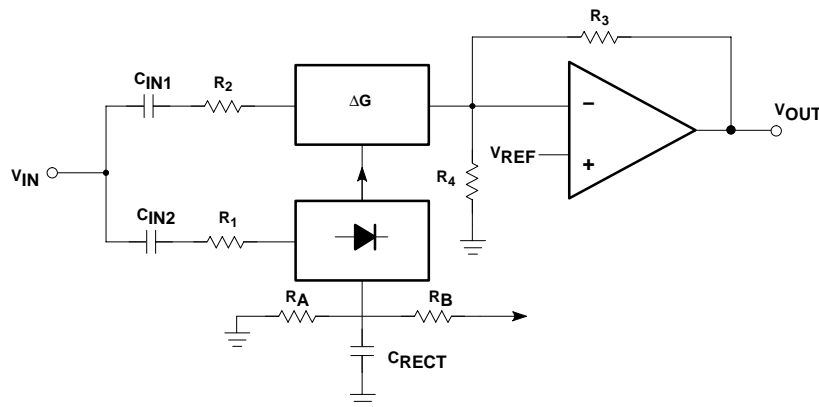 R3
CIN1
R2
ΔG
−
VOUT
VREF
+
R4
VIN
CIN2
R1
RA
RB
CRECT